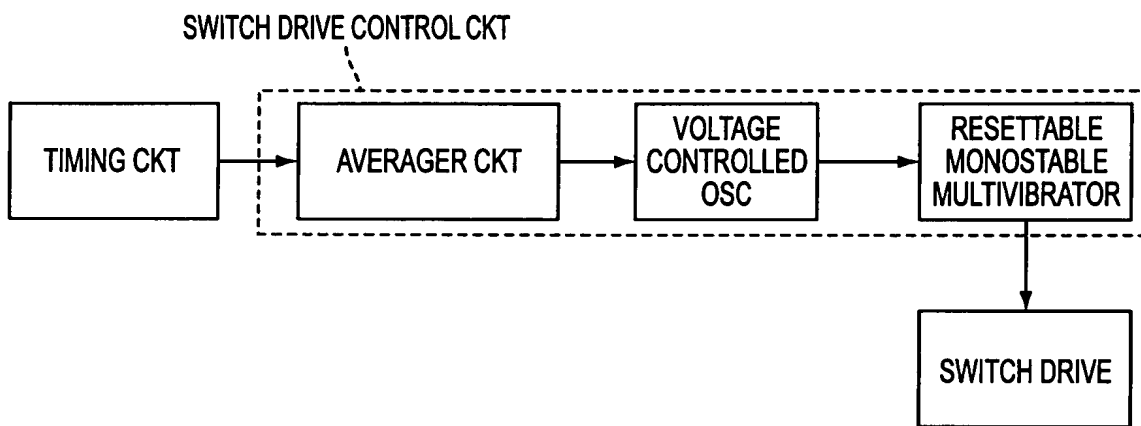 SWITCH DRIVE CONTROL CKT
TIMING CKT
AVERAGER CKT
VOLTAGE
CONTROLLED
OSC
RESETTABLE
MONOSTABLE
MULTIVIBRATOR
SWITCH DRIVE